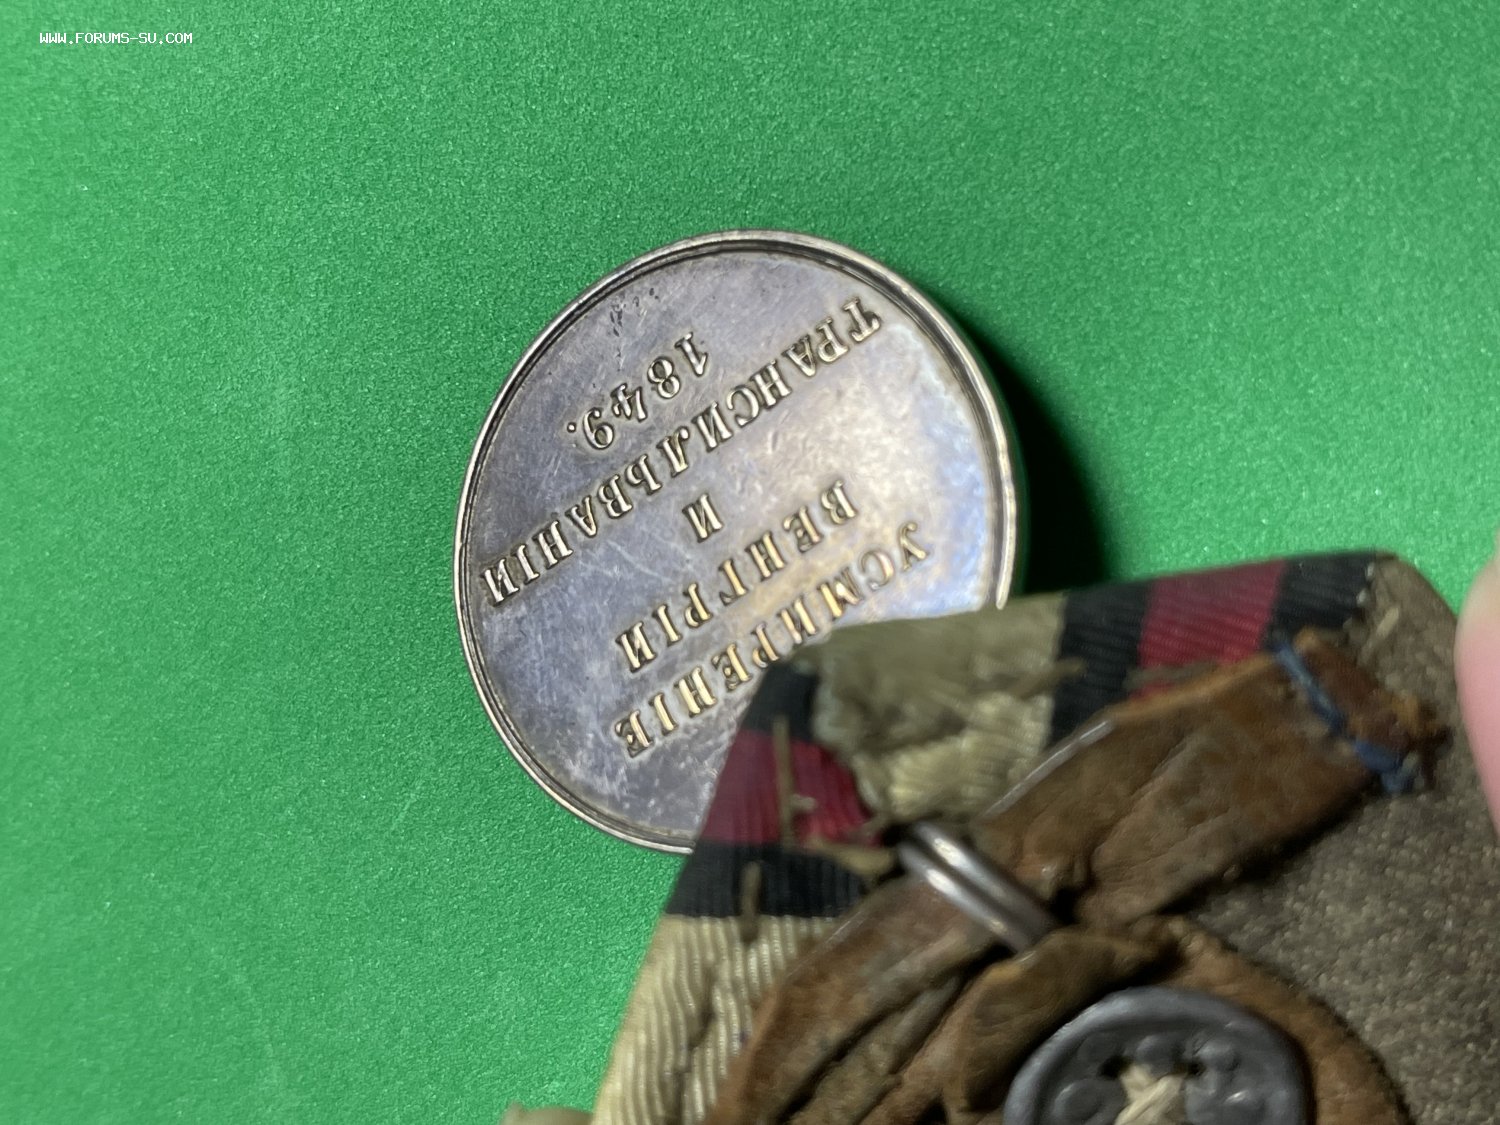 WWW.FORUMS-SU.COM
УСМИРЕНІЕ
ВЕНГРІИ
И
ТРАНСИЛЬВАНІИ
1849.